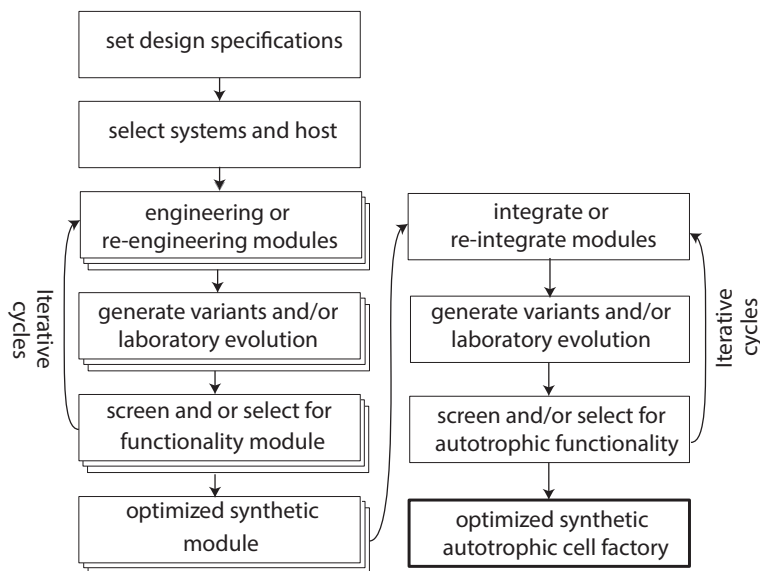 set design specifications
select systems and host
engineering or
re-engineering modules
generate variants and/or
laboratory evolution
screen and or select for
functionality module
optimized synthetic
module
Iterative
cycles
integrate or
re-integrate modules
generate variants and/or
laboratory evolution
screen and/or select for
autotrophic functionality
optimized synthetic
autotrophic cell factory
Iterative
cycles